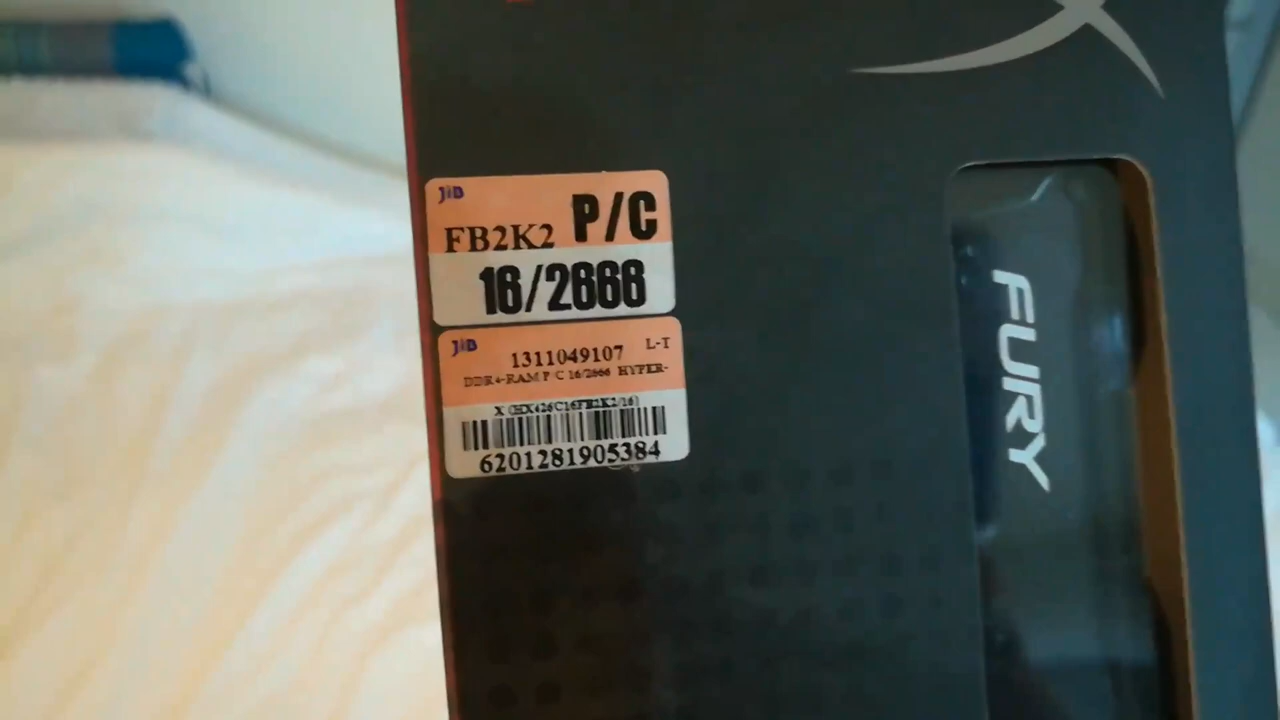 JIB
FB2K2 P/C
16/2666
JIB
1311049107 L-T
DDR4-RAM P C 16/2666 HYPER-
X (HX426C16FB2K2/16)
6201281905384
FURY